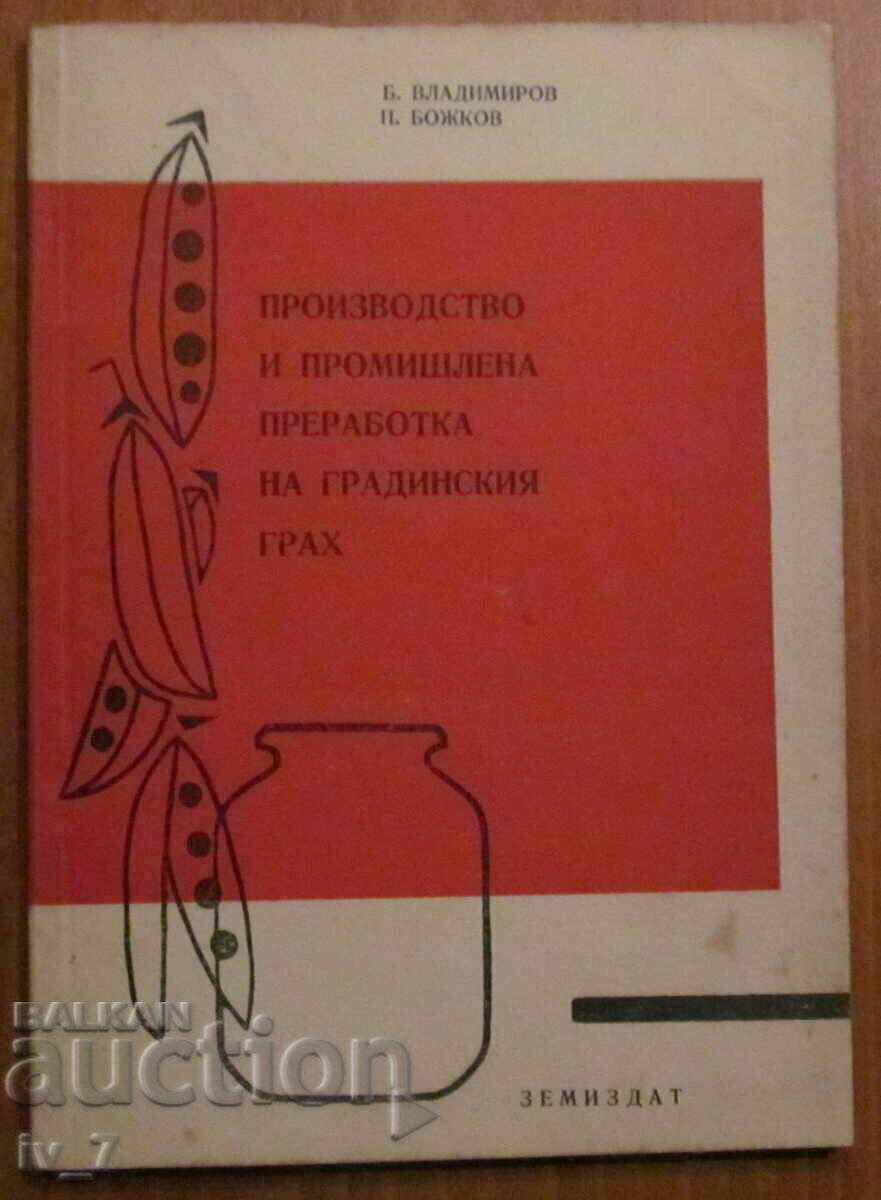 Б. ВЛАДИМИРОВ
П. БОЖКОВ
ПРОИЗВОДСТВО
И ПРОМИШЛЕНА
ПРЕРАБОТКА
НА ГРАДИНСКИЯ
ГРАХ
ЗЕМИЗДАТ
BALKAN
auction
iv_7